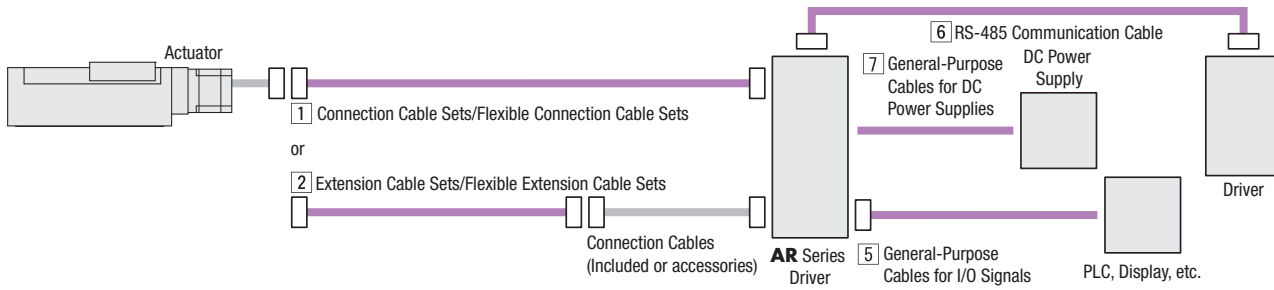 Actuator
1 Connection Cable Sets/Flexible Connection Cable Sets
or
2 Extension Cable Sets/Flexible Extension Cable Sets
Connection Cables
(Included or accessories)
AR Series
Driver
6 RS-485 Communication Cable
7 General-Purpose
Cables for DC
Power Supplies
DC Power
Supply
5 General-Purpose
Cables for I/O Signals
PLC, Display, etc.
Driver